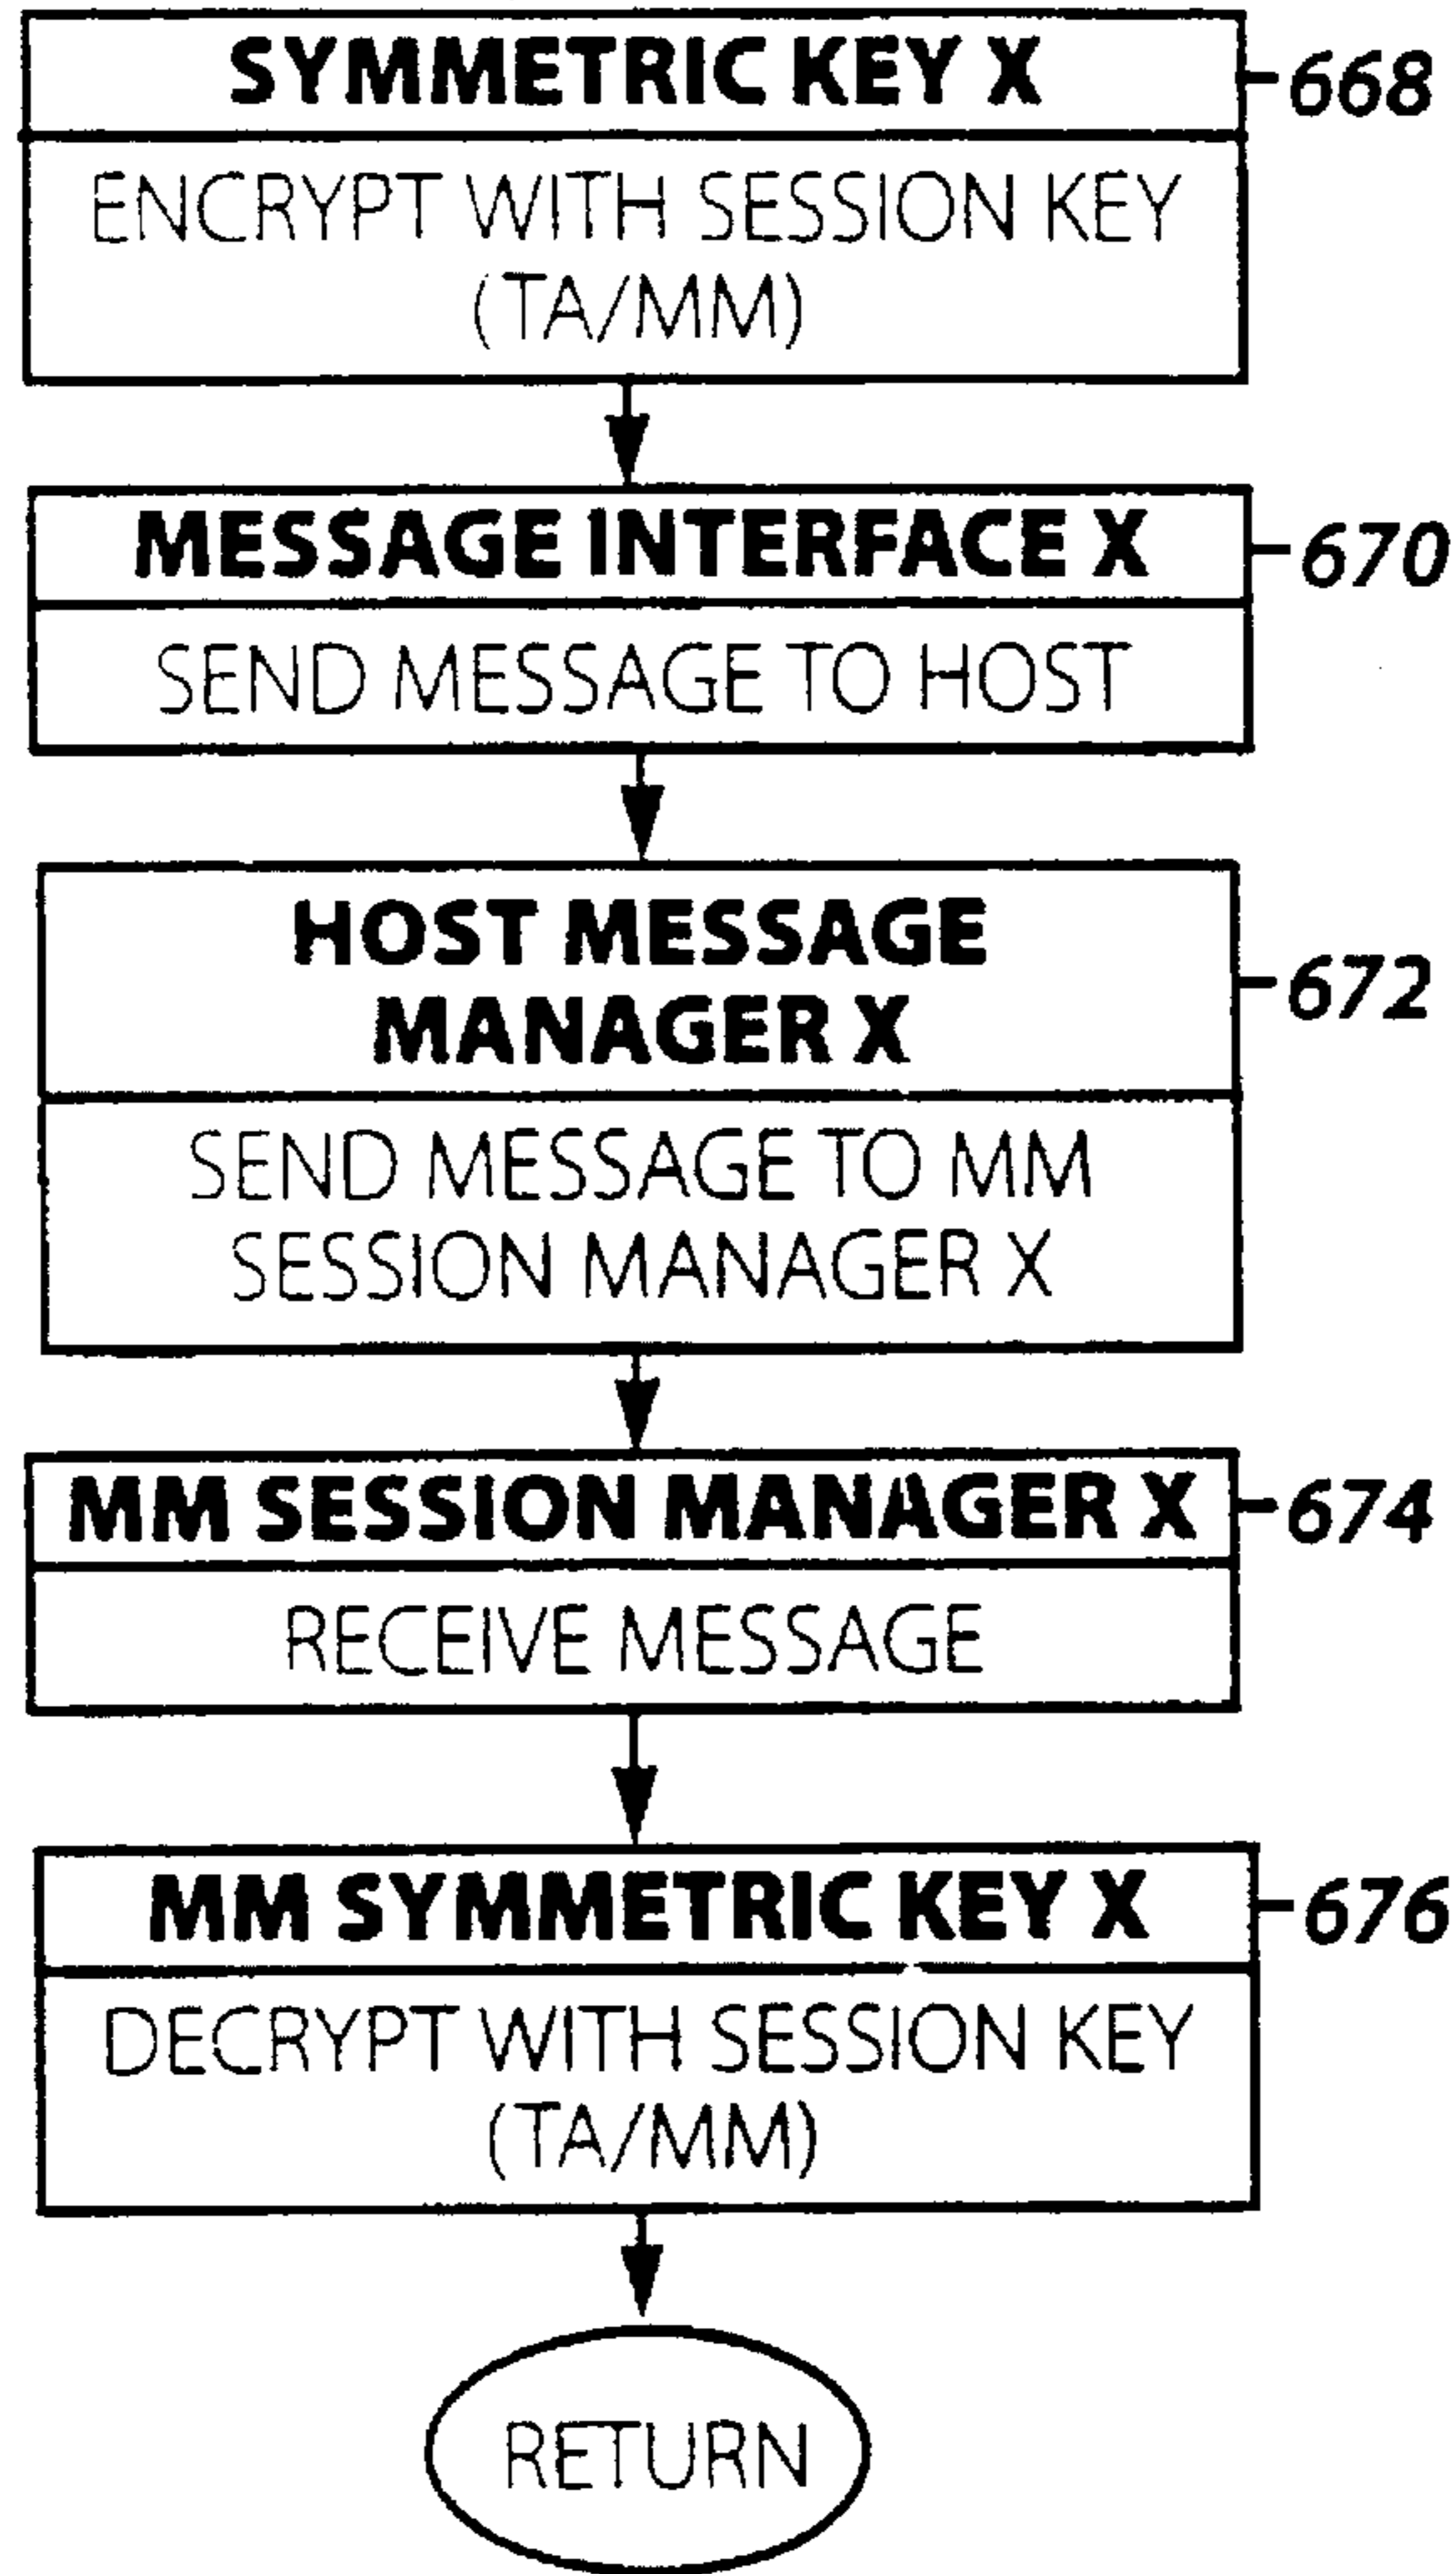 SYMMETRIC KEY X
668
ENCRYPT WITH SESSION KEY
(TA/MM)
MESSAGE INTERFACE X
670
SEND MESSAGE TO HOST
HOST MESSAGE
MANAGER X
672
SEND MESSAGE TO MM
SESSION MANAGER X
MM SESSION MANAGER X
674
RECEIVE MESSAGE
MM SYMMETRIC KEY X
676
DECRYPT WITH SESSION KEY
(TA/MM)
RETURN